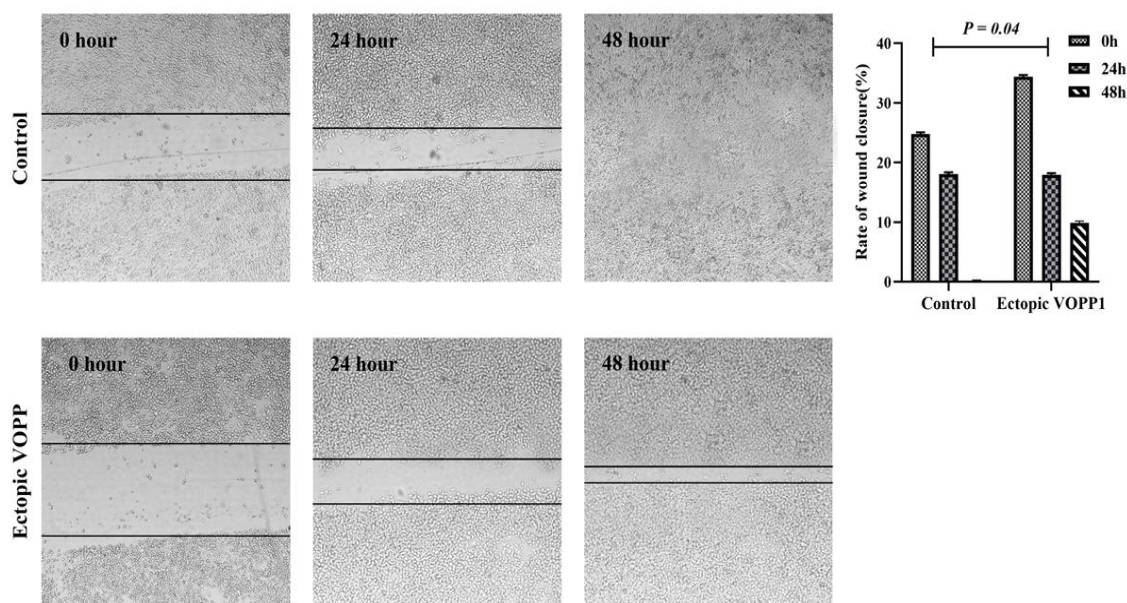 0 hour
24 hour
48 hour
Control
P = 0.04
0h
24h
48h
Rate of wound closure(%)
40
30
20
10
0
Control
Ectopic VOPP1
0 hour
24 hour
48 hour
Ectopic VOPP